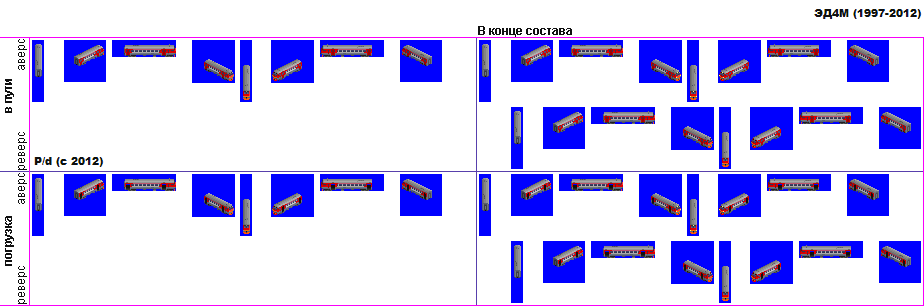 ЭД4М (1997-2012)
В конце состава
в пути
аверс
реверс
P/d (с 2012)
погрузка
аверс
реверс